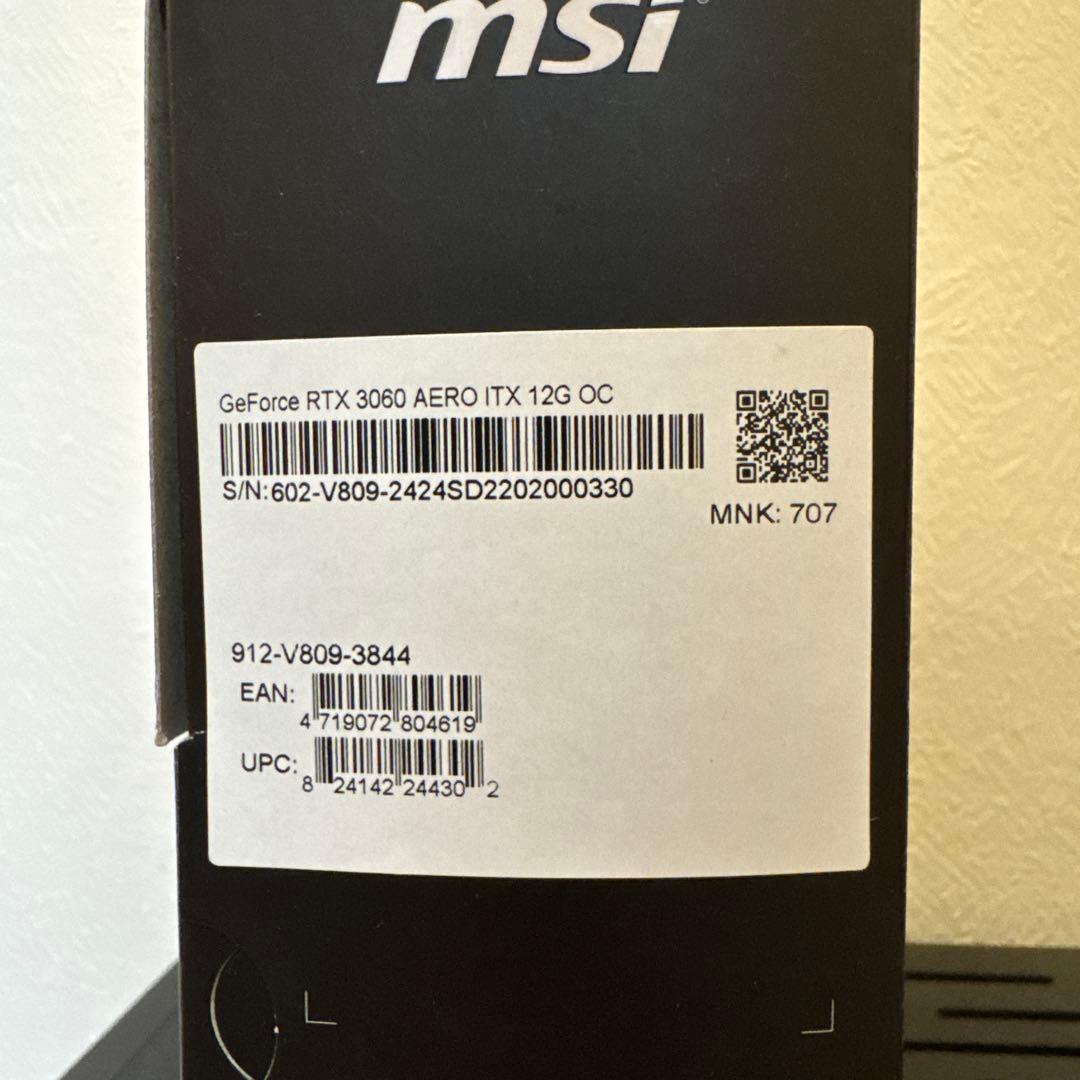 msi
GeForce RTX 3060 AERO ITX 12G OC
S/N:602-V809-2424SD2202000330
MNK: 707
912-V809-3844
EAN:
4 719072 804619
UPC:
8 24142 24430 2